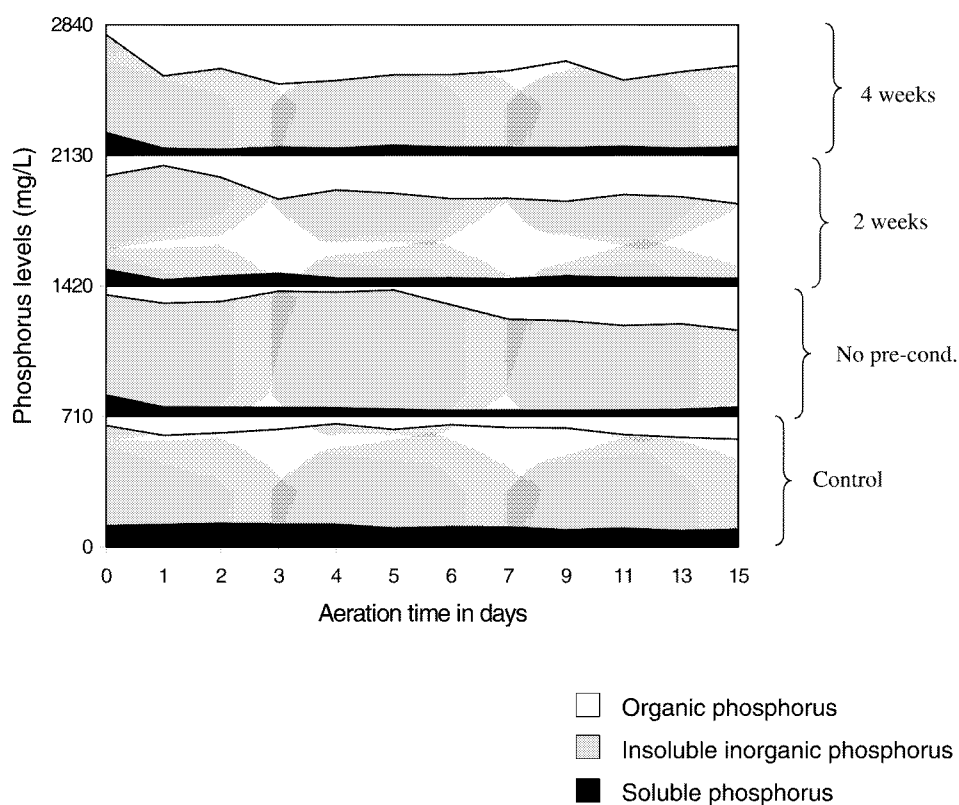 2840
2130
1420
710
0
Phosphorus levels (mg/L)
4 weeks
2 weeks
No pre-cond.
Control
0 1 2 3 4 5 6 7 9 11 13 15
Aeration time in days
Organic phosphorus
Insoluble inorganic phosphorus
Soluble phosphorus